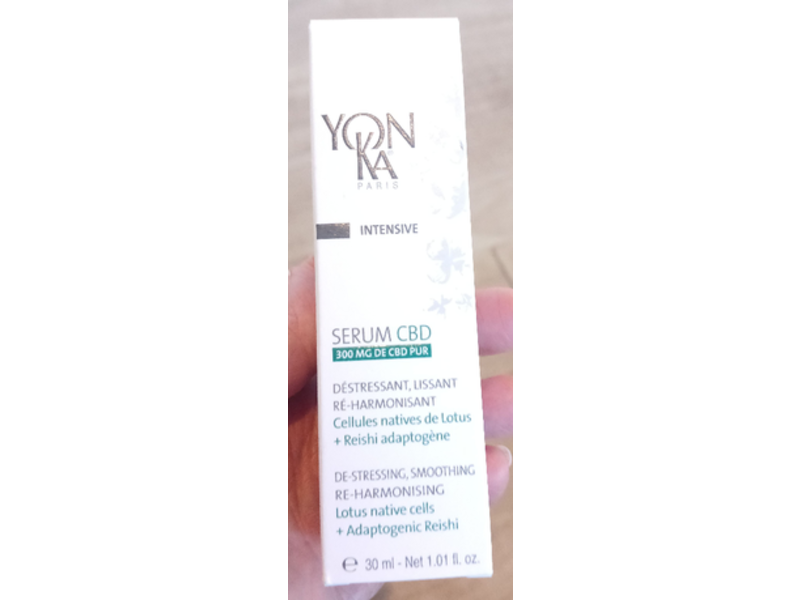 YON
KA
PARIS
INTENSIVE
SERUM CBD
300 MG DE CBD PUR
DÉSTRESSANT, LISSANT
RÉ-HARMONISANT
Cellules natives de Lotus
+ Reishi adaptogène
DE-STRESSING, SMOOTHING
RE-HARMONISING
Lotus native cells
+ Adaptogenic Reishi
℮ 30 ml - Net 1.01 fl. oz.